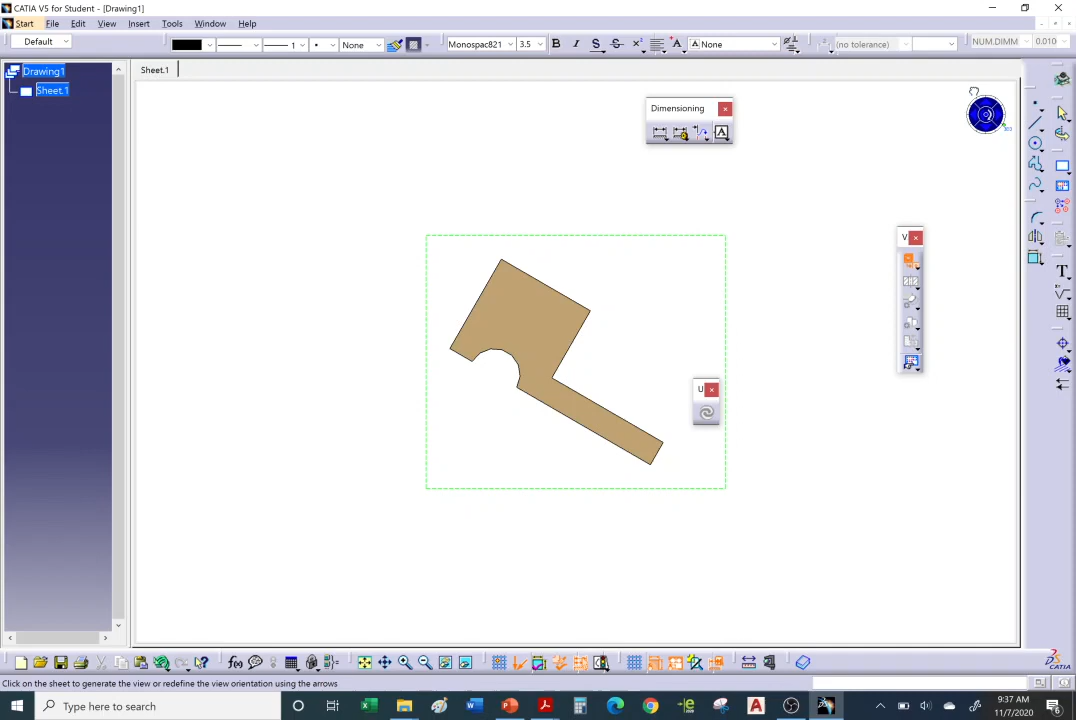 CATIA V5 for Student - [Drawing1]
Start File Edit View Insert Tools Window Help
Default
1
None
Monospac821
3.5
B I S S
A None
(no tolerance)
NUM.DIMM
0.010
Drawing1
Sheet.1
Sheet.1
Dimensioning
A
V
U
T
f(x)
CATIA
Click on the sheet to generate the view or redefine the view orientation using the arrows
Type here to search
9:37 AM
11/7/2020
6